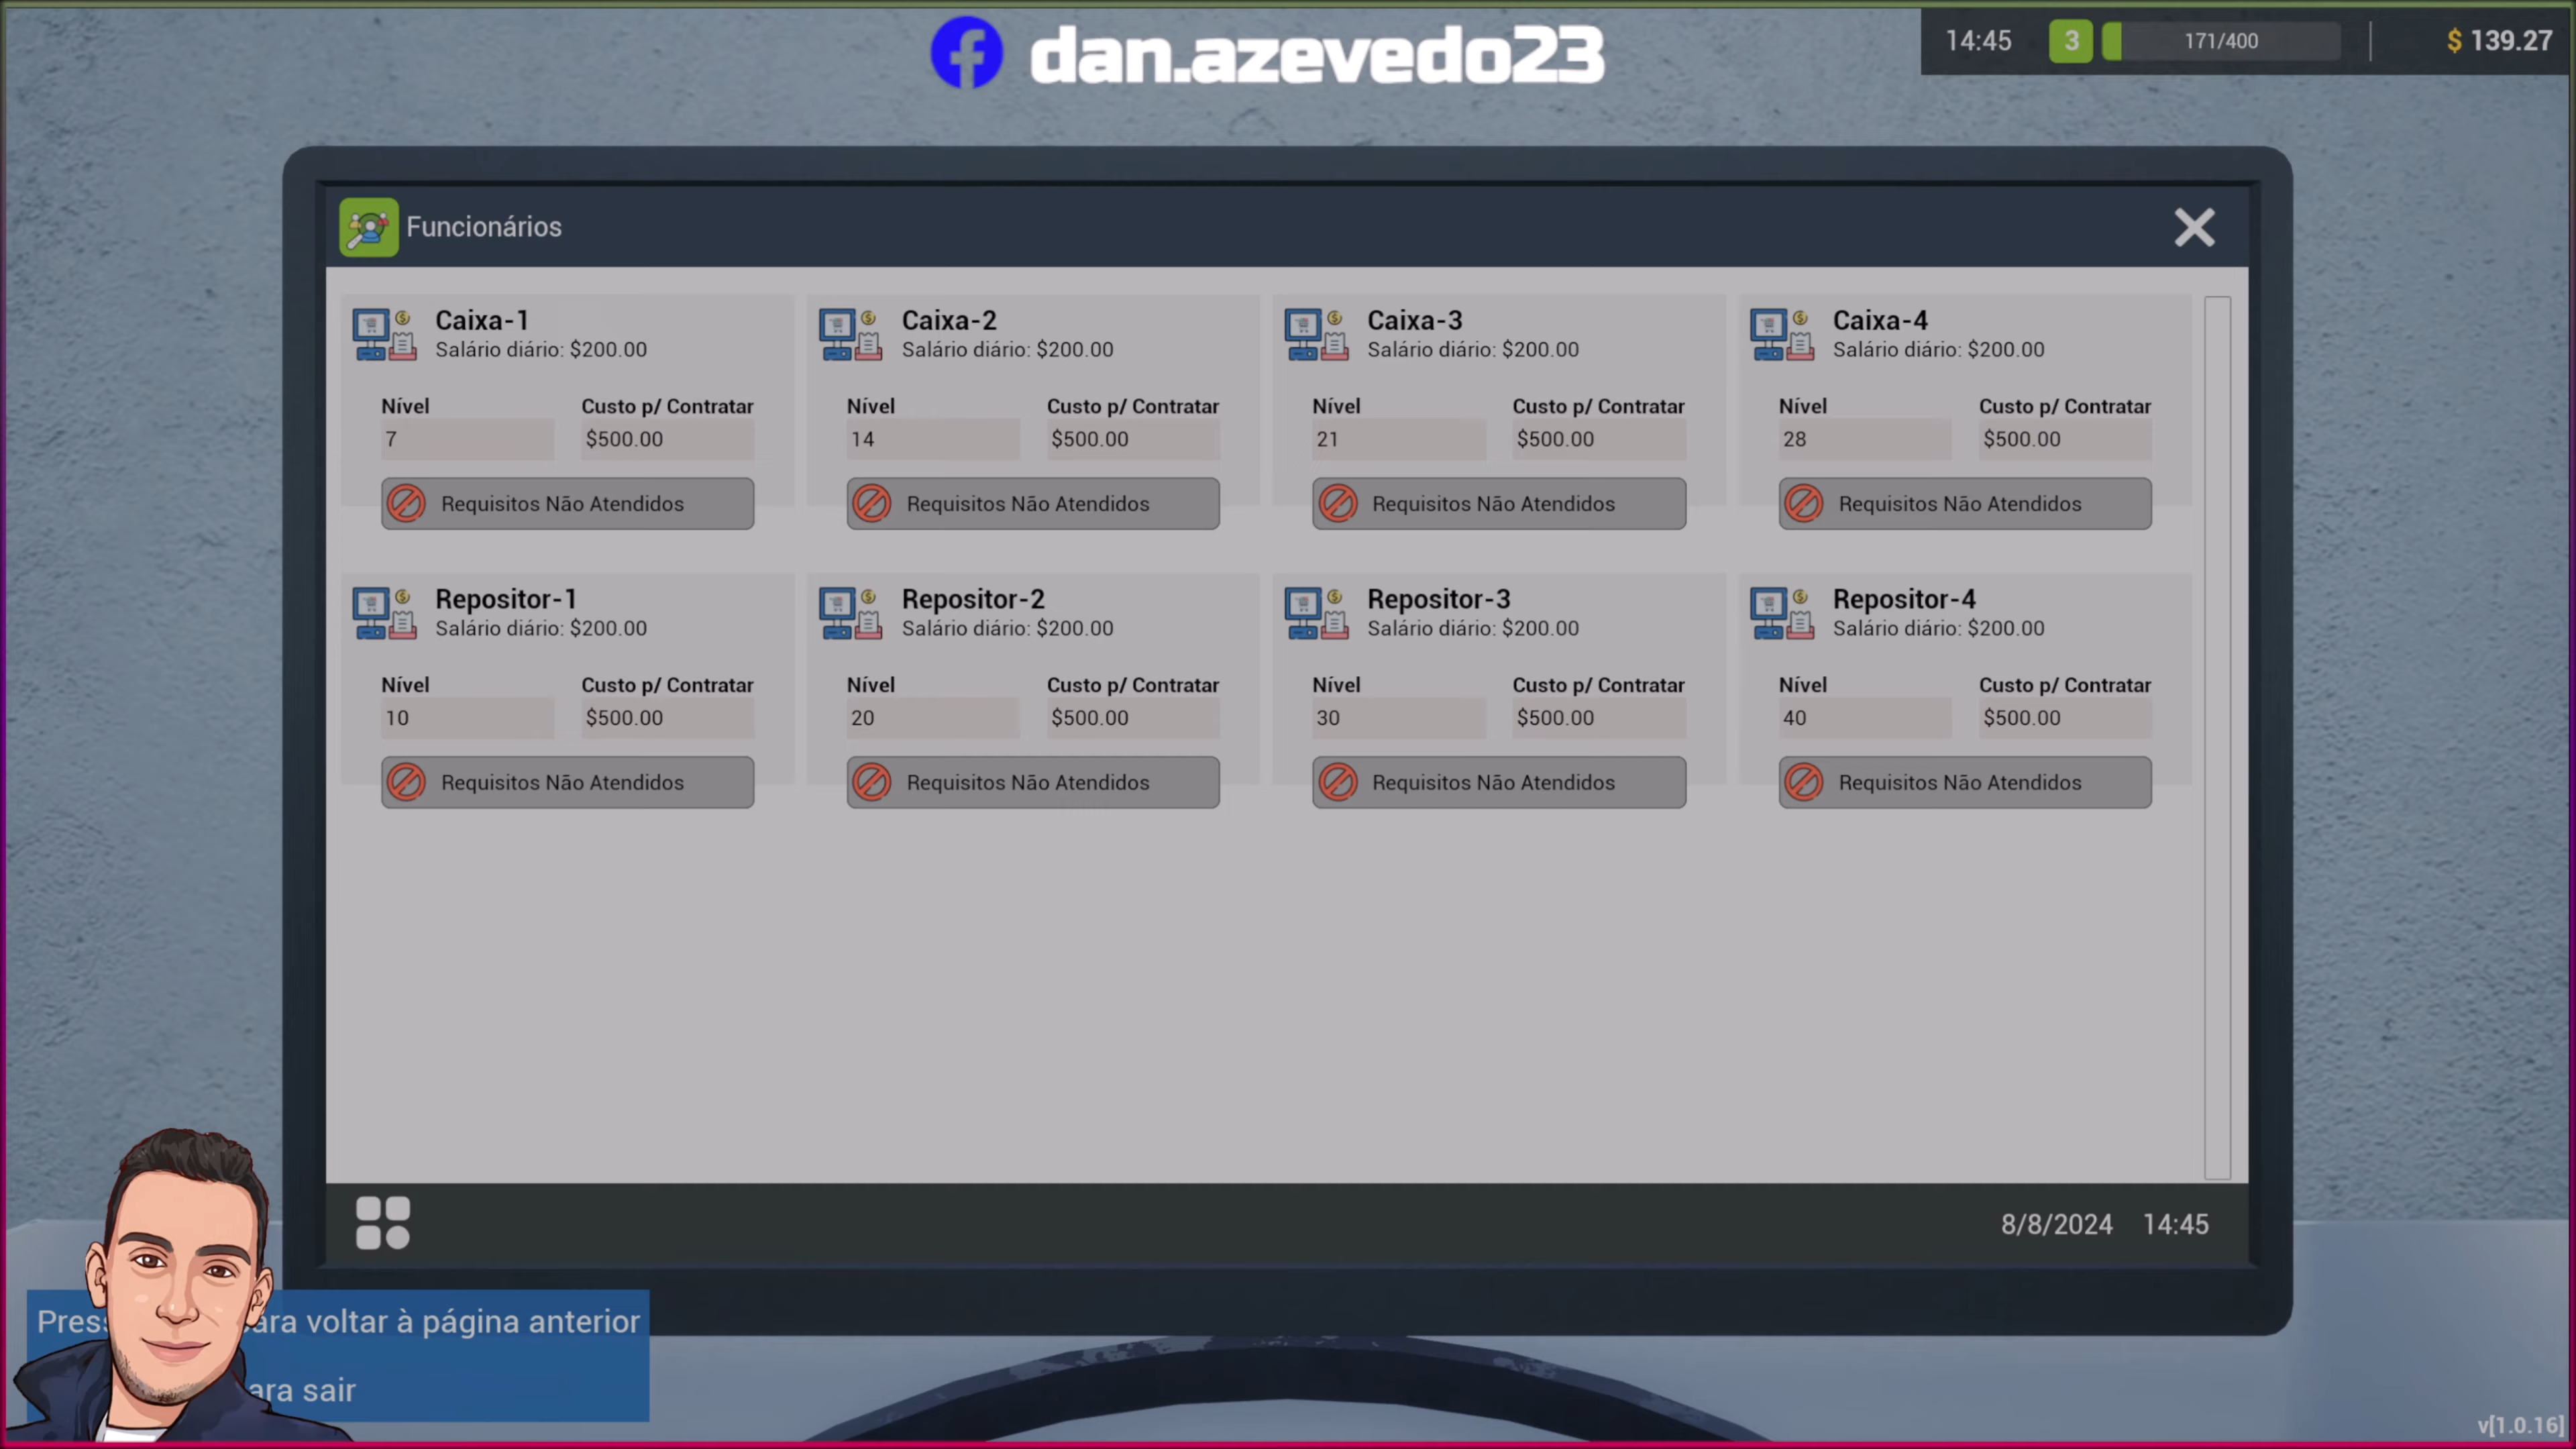 dan.azevedo23
14:45 3 171/400 $ 139.27
Funcionários
Caixa-1
Salário diário: $200.00
Nível Custo p/ Contratar
7 $500.00
Requisitos Não Atendidos
Caixa-2
Salário diário: $200.00
Nível Custo p/ Contratar
14 $500.00
Requisitos Não Atendidos
Caixa-3
Salário diário: $200.00
Nível Custo p/ Contratar
21 $500.00
Requisitos Não Atendidos
Caixa-4
Salário diário: $200.00
Nível Custo p/ Contratar
28 $500.00
Requisitos Não Atendidos
Repositor-1
Salário diário: $200.00
Nível Custo p/ Contratar
10 $500.00
Requisitos Não Atendidos
Repositor-2
Salário diário: $200.00
Nível Custo p/ Contratar
20 $500.00
Requisitos Não Atendidos
Repositor-3
Salário diário: $200.00
Nível Custo p/ Contratar
30 $500.00
Requisitos Não Atendidos
Repositor-4
Salário diário: $200.00
Nível Custo p/ Contratar
40 $500.00
Requisitos Não Atendidos
8/8/2024 14:45
voltar à página anterior
sair
v[1.0.16]